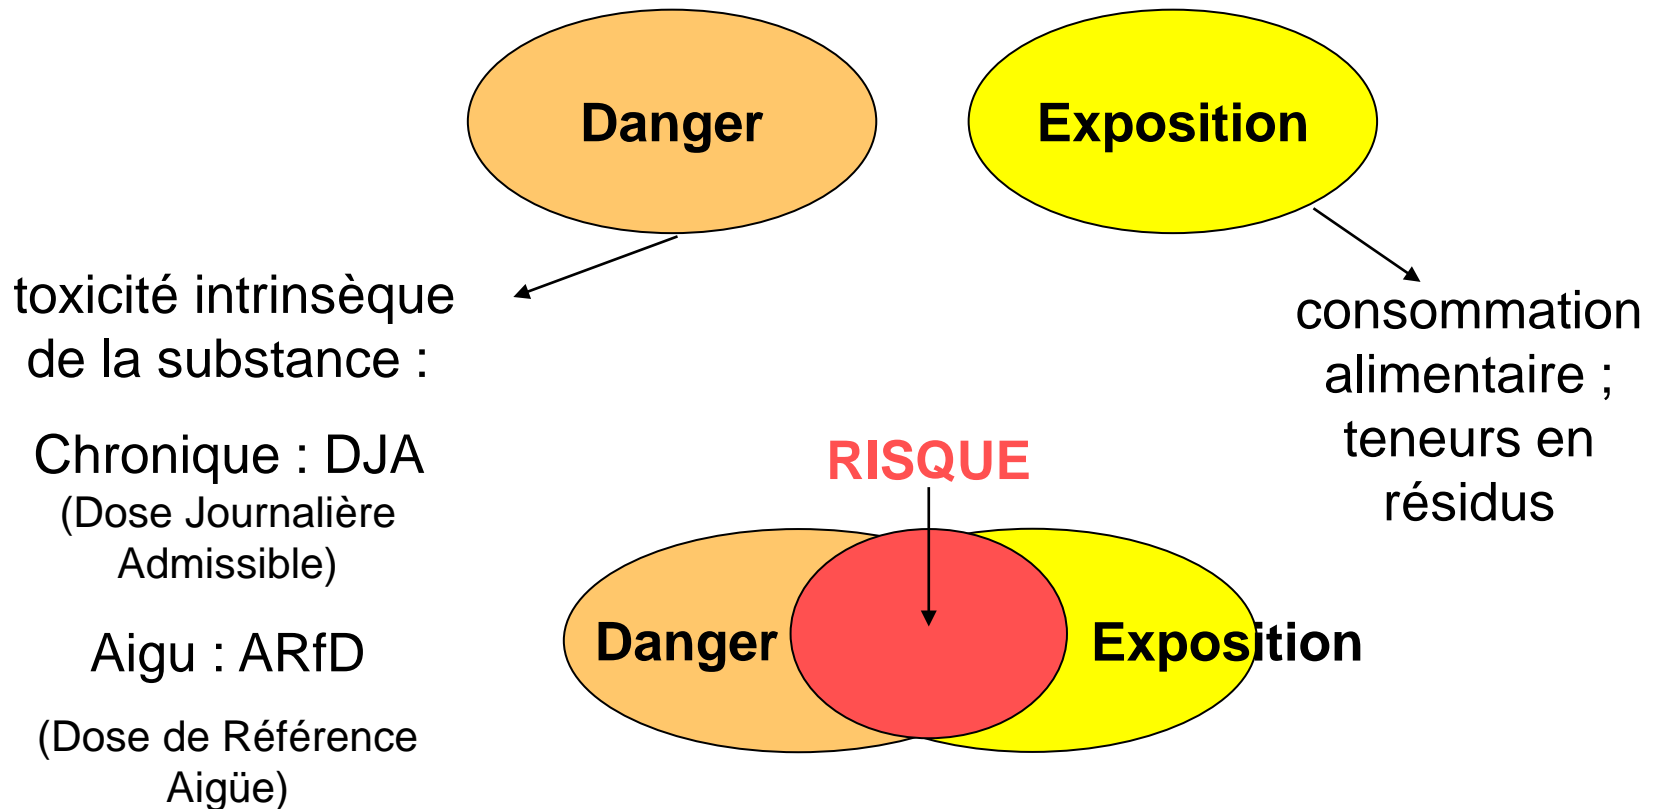 Danger
Exposition
toxicité intrinsèque
de la substance :
Chronique : DJA
(Dose Journalière
Admissible)
Aigu : ARfD
(Dose de Référence
Aigüe)
consommation
alimentaire ;
teneurs en
résidus
RISQUE
Danger
Exposition